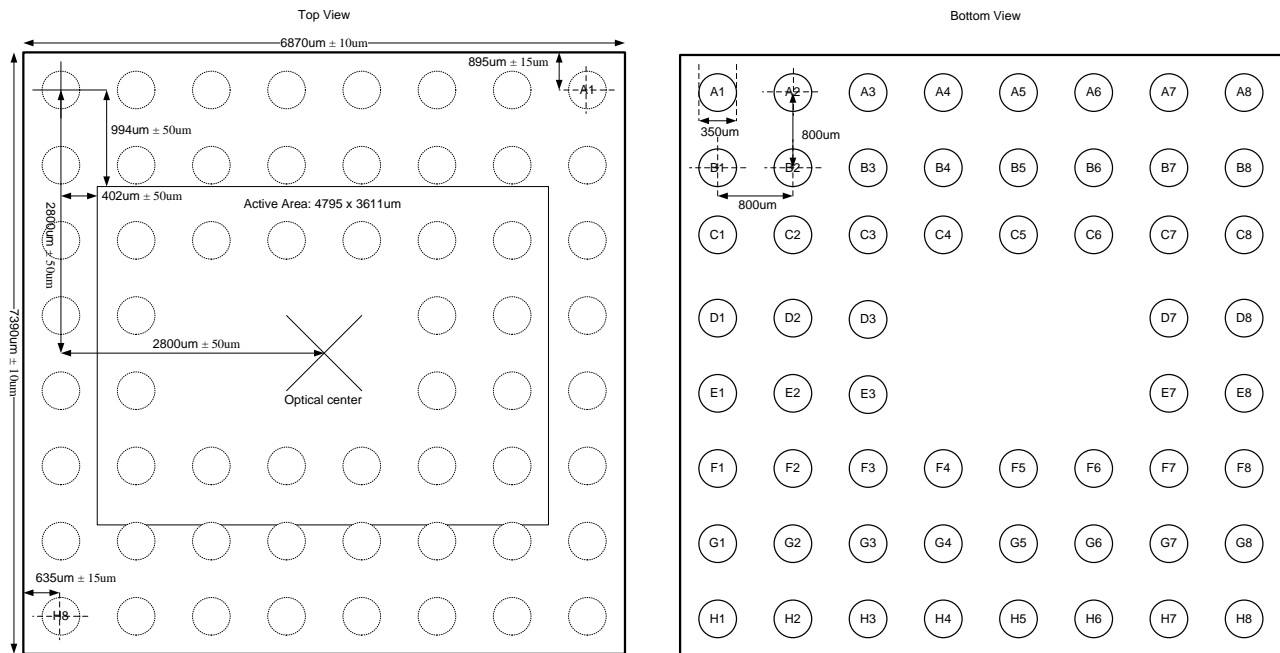 Top View
6870um ± 10um
895um ± 15um
A1
994um ± 50um
402um ± 50um
Active Area: 4795 x 3611um
2800um ± 50um
7390um ± 10um
2800um ± 50um
Optical center
635um ± 15um
H8
Bottom View
A1 A2 A3 A4 A5 A6 A7 A8
350um
800um
B1 B2 B3 B4 B5 B6 B7 B8
800um
C1 C2 C3 C4 C5 C6 C7 C8
D1 D2 D3 D7 D8
E1 E2 E3 E7 E8
F1 F2 F3 F4 F5 F6 F7 F8
G1 G2 G3 G4 G5 G6 G7 G8
H1 H2 H3 H4 H5 H6 H7 H8